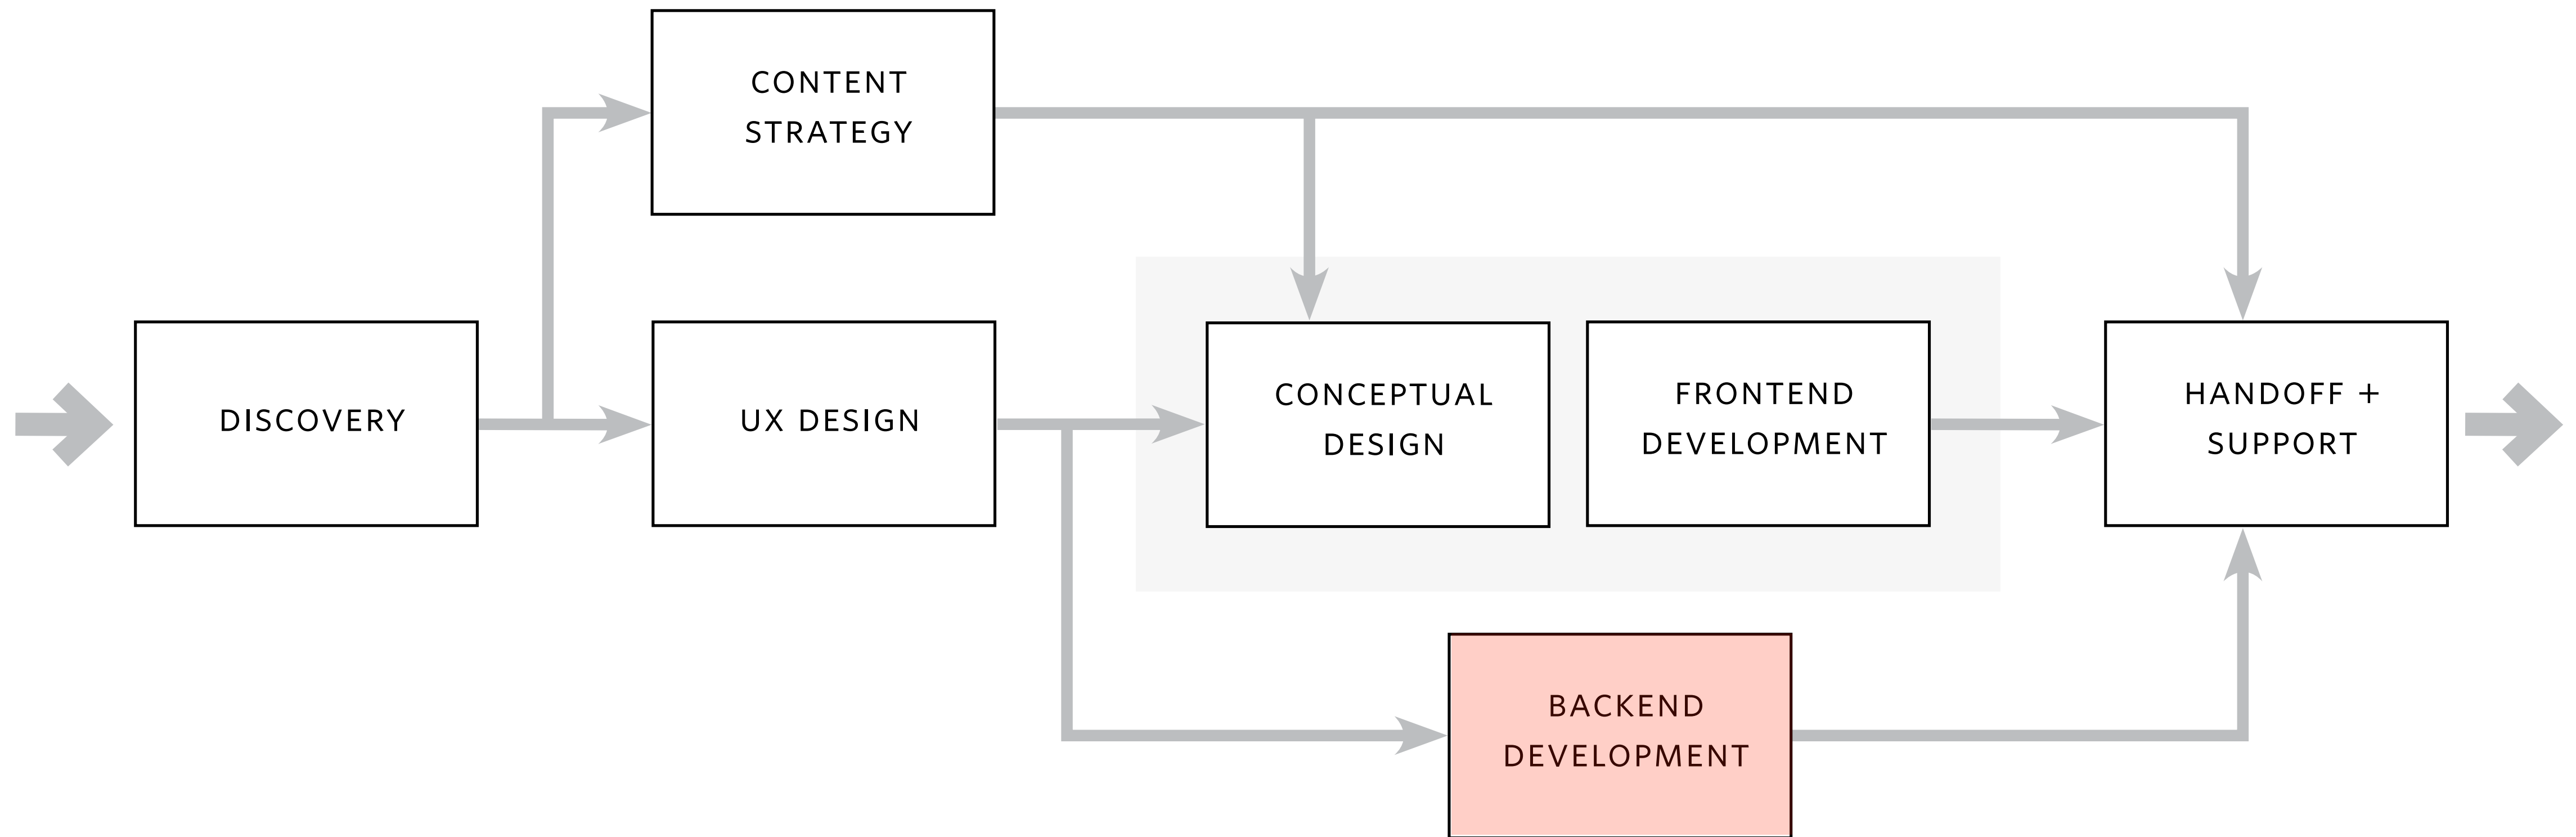 CONTENT
STRATEGY
DISCOVERY
UX DESIGN
CONCEPTUAL
DESIGN
FRONTEND
DEVELOPMENT
HANDOFF +
SUPPORT
BACKEND
DEVELOPMENT